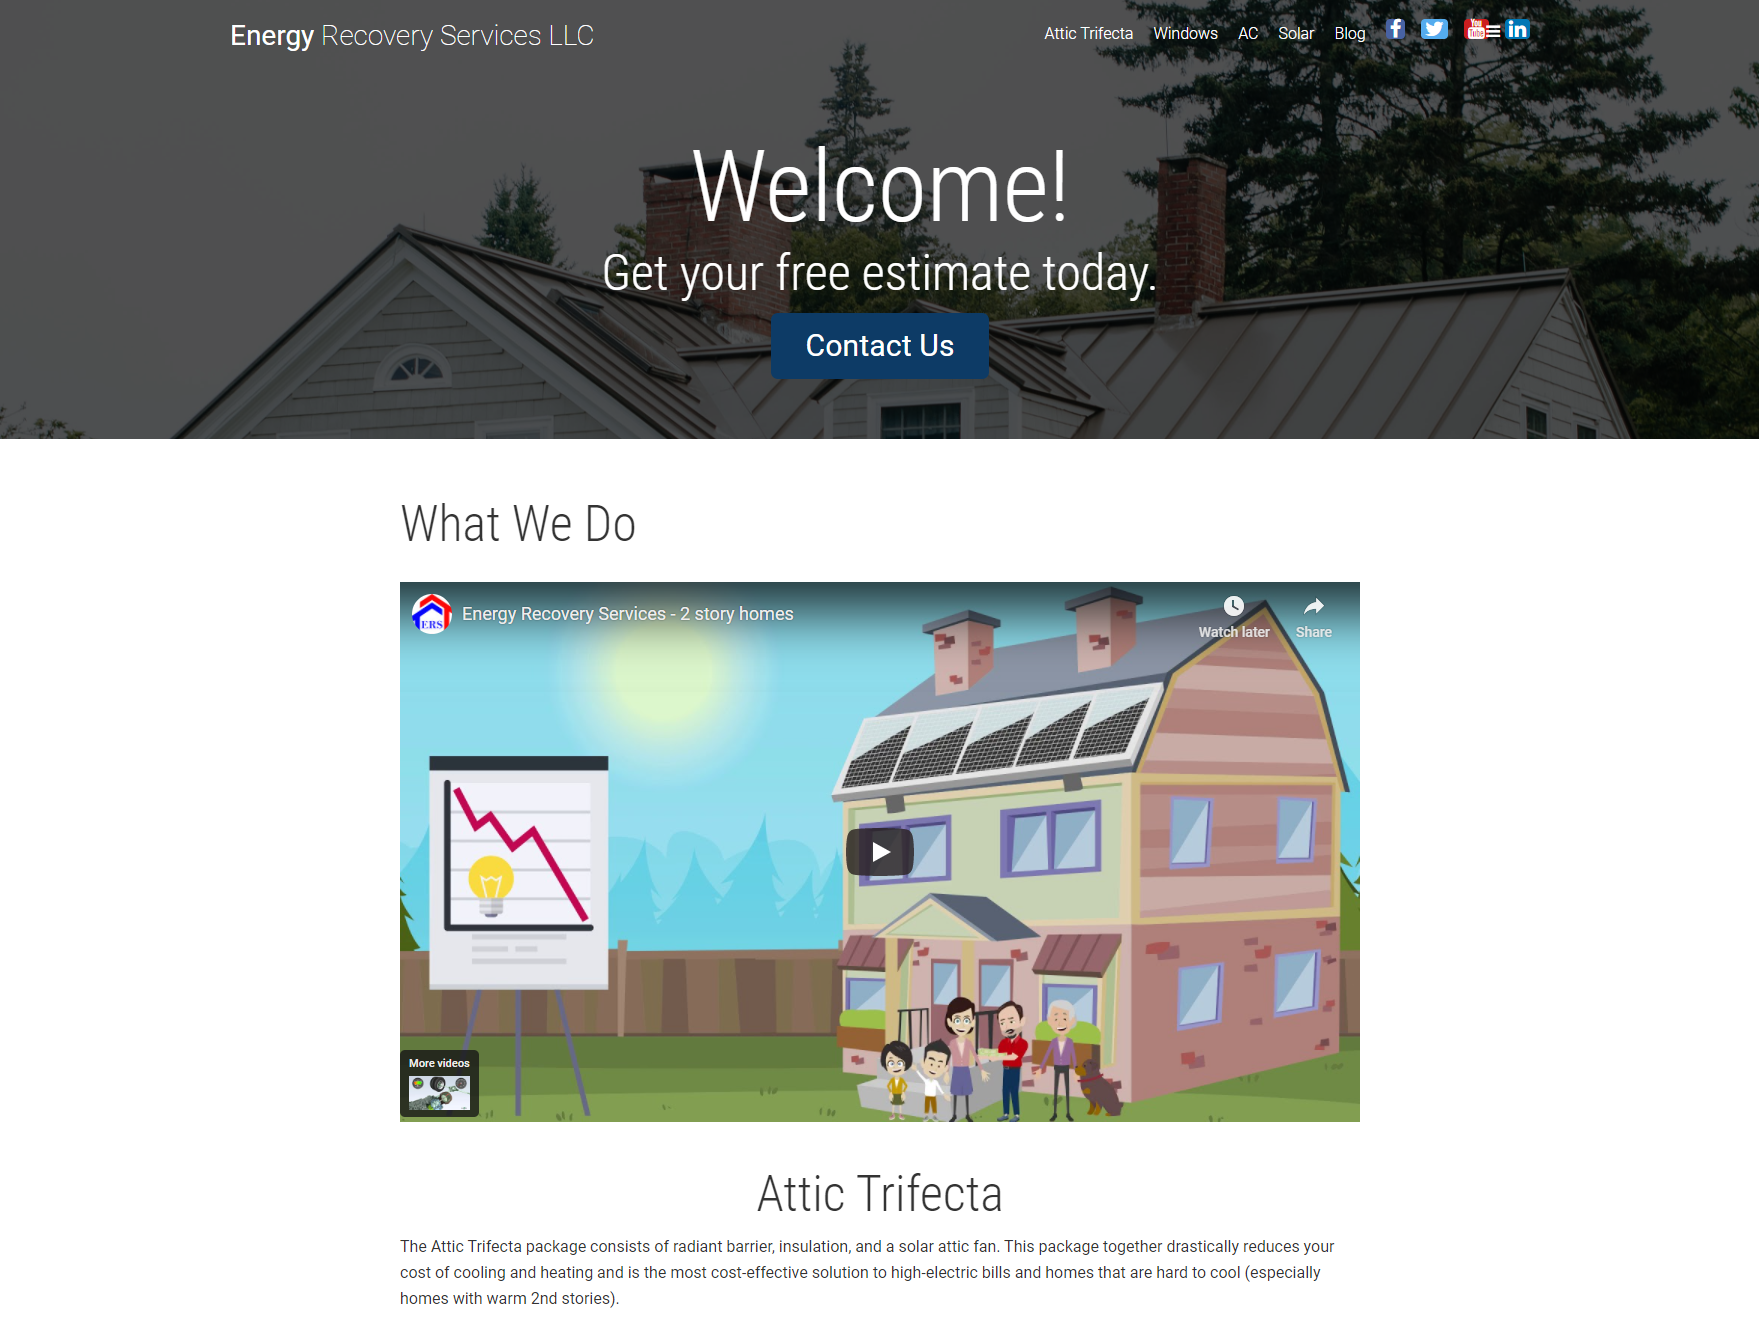 Energy Recovery Services LLC
Attic Trifecta Windows AC Solar Blog
You
Tube
in
Welcome!
Get your free estimate today.
Contact Us
What We Do
ERS
Energy Recovery Services - 2 story homes
Watch later
Share
More videos
Attic Trifecta
The Attic Trifecta package consists of radiant barrier, insulation, and a solar attic fan. This package together drastically reduces your
cost of cooling and heating and is the most cost-effective solution to high-electric bills and homes that are hard to cool (especially
homes with warm 2nd stories).